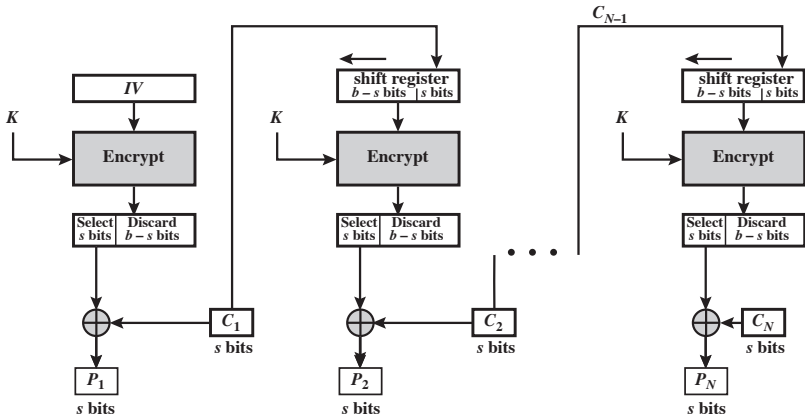 C_{N–1}
IV
shift register
b – s bits | s bits
shift register
b – s bits | s bits
K
K
K
Encrypt
Encrypt
Encrypt
Select Discard
s bits b – s bits
Select Discard
s bits b – s bits
Select Discard
s bits b – s bits
• • •
C_1
C_2
C_N
s bits
s bits
s bits
P_1
P_2
P_N
s bits
s bits
s bits